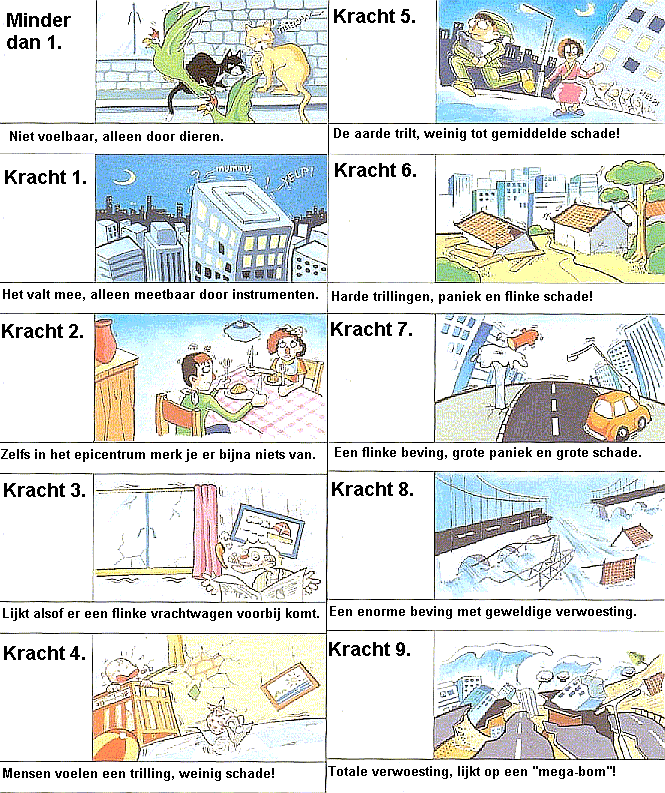 Minder
dan 1.
Niet voelbaar, alleen door dieren.
Kracht 1.
mummy
YELP!
Het valt mee, alleen meetbaar door instrumenten.
Kracht 2.
Zelfs in het epicentrum merk je er bijna niets van.
Kracht 3.
Lijkt alsof er een flinke vrachtwagen voorbij komt.
Kracht 4.
Mensen voelen een trilling, weinig schade!
Kracht 5.
De aarde trilt, weinig tot gemiddelde schade!
Kracht 6.
Harde trillingen, paniek en flinke schade!
Kracht 7.
Een flinke beving, grote paniek en grote schade.
Kracht 8.
Een enorme beving met geweldige verwoesting.
Kracht 9.
Totale verwoesting, lijkt op een "mega-bom"!